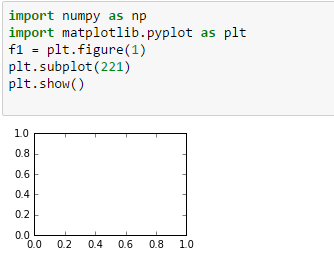 import numpy as np
import matplotlib.pyplot as plt
f1 = plt.figure(1)
plt.subplot(221)
plt.show()
1.0
0.8
0.6
0.4
0.2
0.0
0.0 0.2 0.4 0.6 0.8 1.0